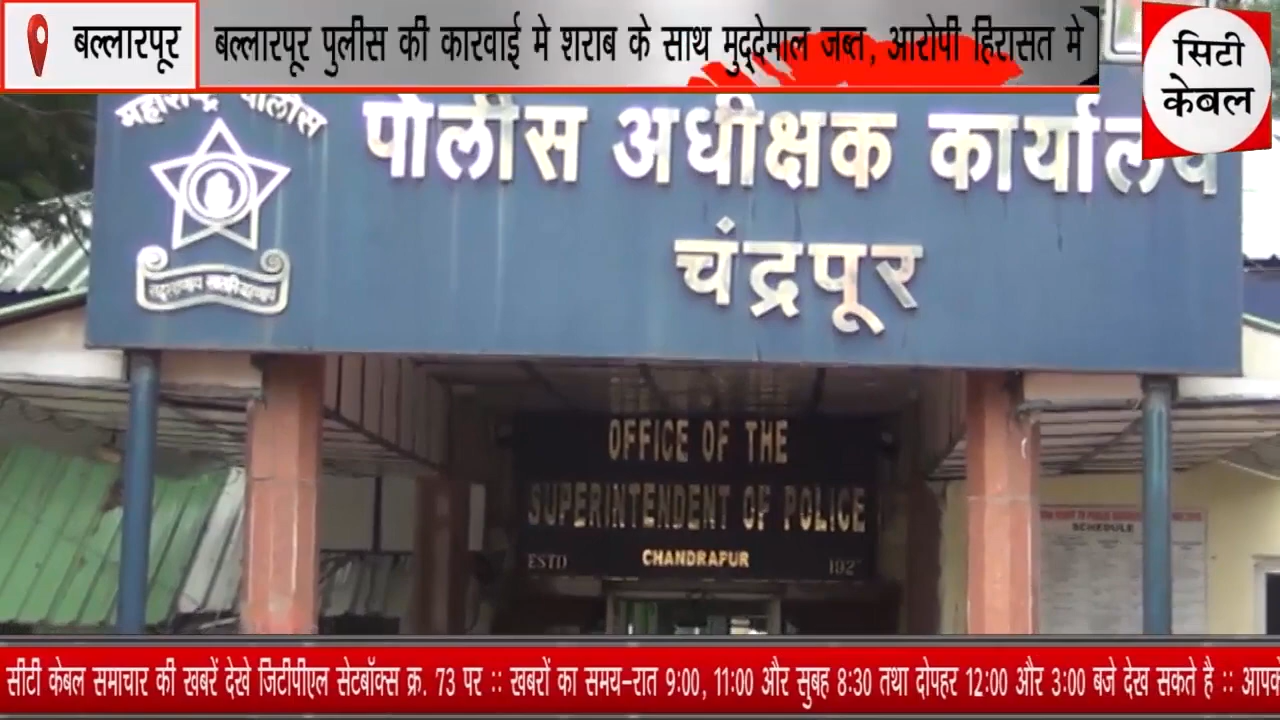 बल्लारपूर
बल्लारपूर पुलीस की कारवाई मे शराब के साथ मुद्देमाल जब्त, आरोपी हिरासत मे
सिटी
केबल
महाराष्ट्र पोलीस
पोलीस अधीक्षक कार्यालय
चंद्रपूर
OFFICE OF THE
SUPERINTENDENT OF POLICE
ESTD CHANDRAPUR
SCHEDULE
सीटी केबल समाचार की खबरें देखे जिटीपीएल सेटबॉक्स क्र. 73 पर :: खबरों का समय-रात 9:00, 11:00 और सुबह 8:30 तथा दोपहर 12:00 और 3:00 बजे देख सकते है :: आपके